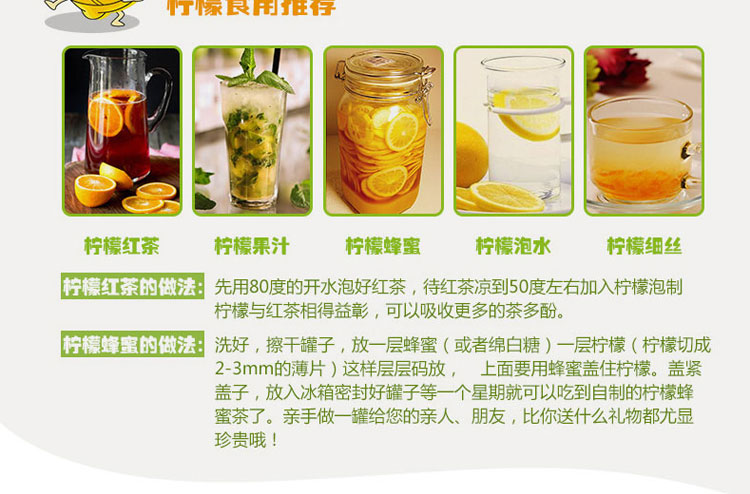 柠檬食用推荐
柠檬红茶 柠檬果汁 柠檬蜂蜜 柠檬泡水 柠檬细丝
柠檬红茶的做法: 先用80度的开水泡好红茶，待红茶凉到50度左右加入柠檬泡制
柠檬与红茶相得益彰，可以吸收更多的茶多酚。
柠檬蜂蜜的做法: 洗好，擦干罐子，放一层蜂蜜（或者绵白糖）一层柠檬（柠檬切成
2-3mm的薄片）这样层层码放， 上面要用蜂蜜盖住柠檬。盖紧
盖子，放入冰箱密封好罐子等一个星期就可以吃到自制的柠檬蜂
蜜茶了。亲手做一罐给您的亲人、朋友，比你送什么礼物都尤显
珍贵哦！